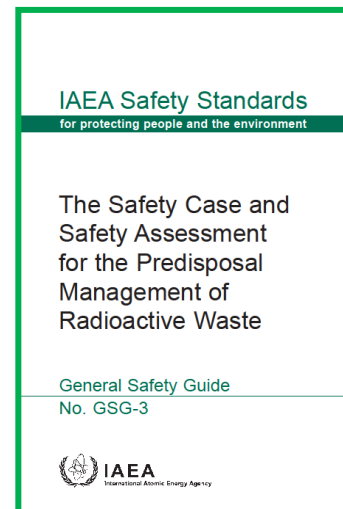 IAEA Safety Standards
for protecting people and the environment
The Safety Case and
Safety Assessment
for the Predisposal
Management of
Radioactive Waste
General Safety Guide
No. GSG-3
IAEA
International Atomic Energy Agency